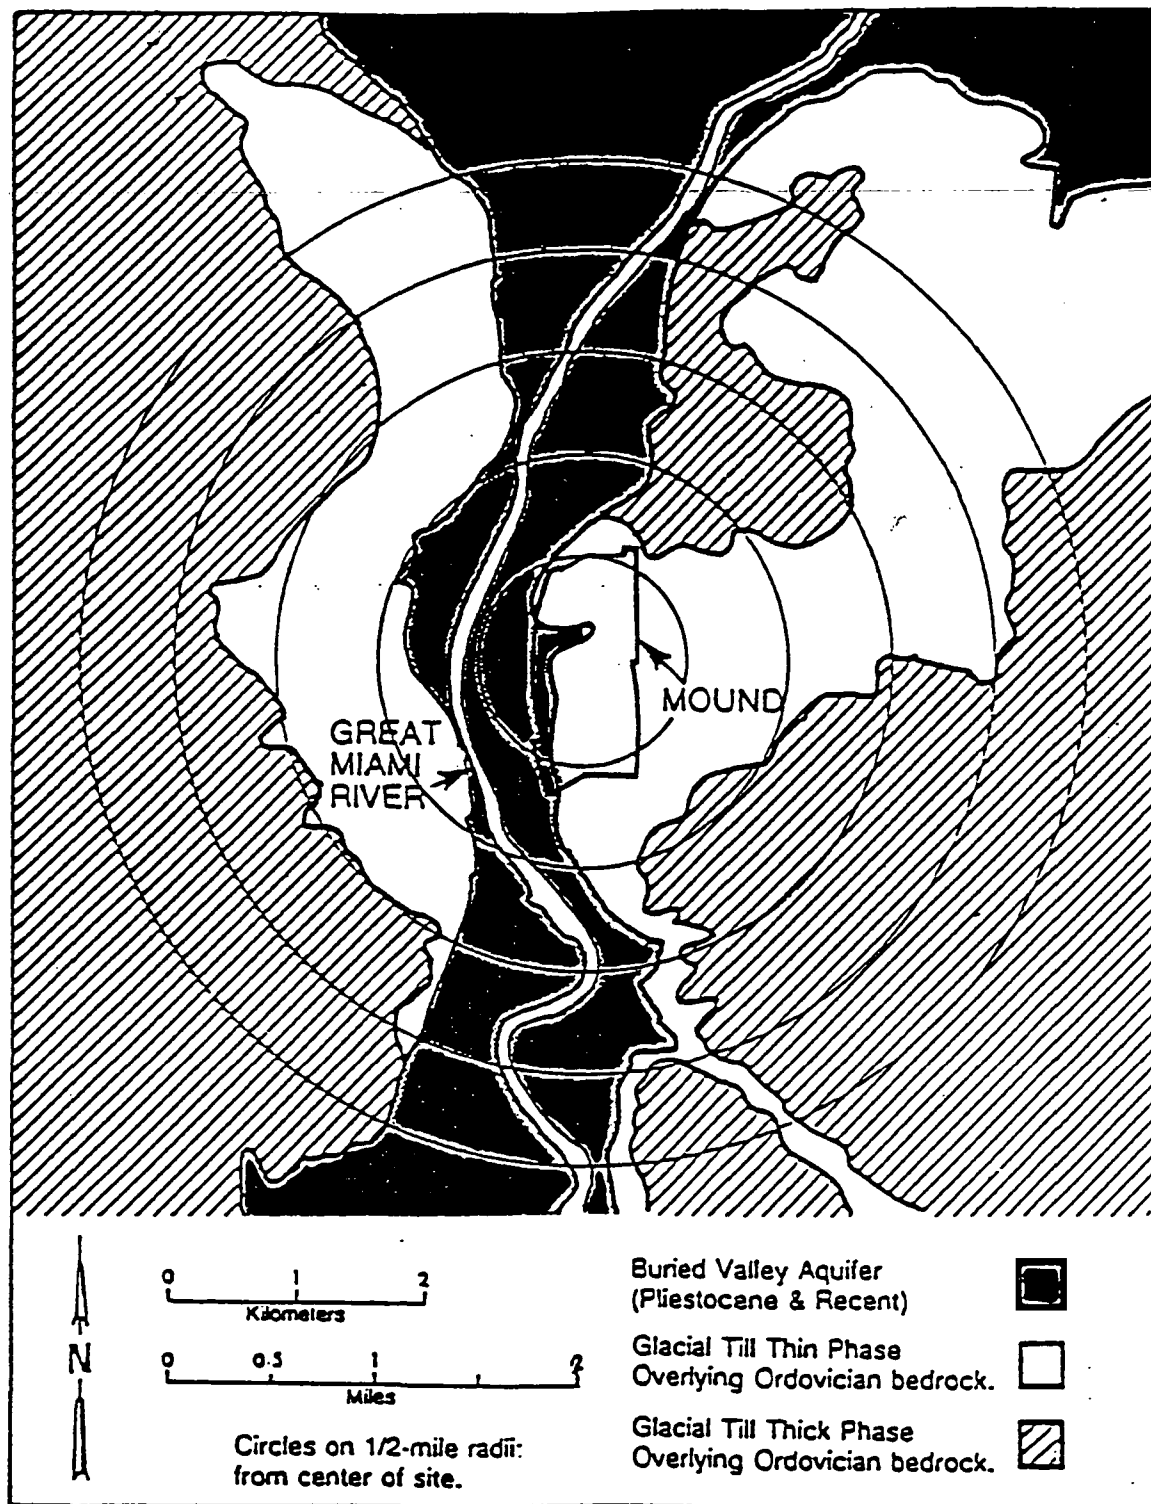 MOUND
GREAT
MIAMI
RIVER
N
0 1 2
Kilometers
0 0.5 1 2
Miles
Circles on 1/2-mile radii:
from center of site.
Buried Valley Aquifer
(Pliestocene & Recent)
Glacial Till Thin Phase
Overlying Ordovician bedrock.
Glacial Till Thick Phase
Overlying Ordovician bedrock.